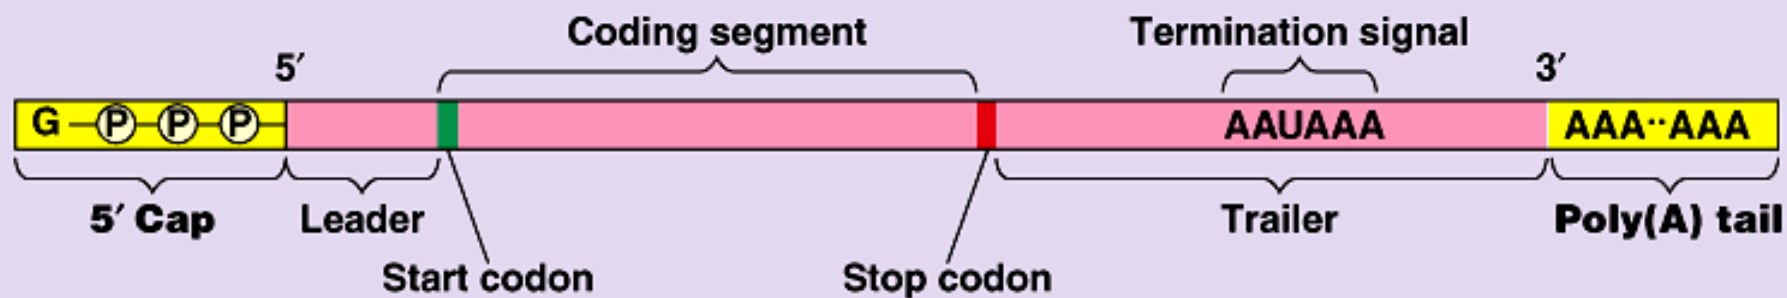 Coding segment
Termination signal
5′
3′
G P P P
AAUAAA
AAA··AAA
5′ Cap
Leader
Trailer
Poly(A) tail
Start codon
Stop codon